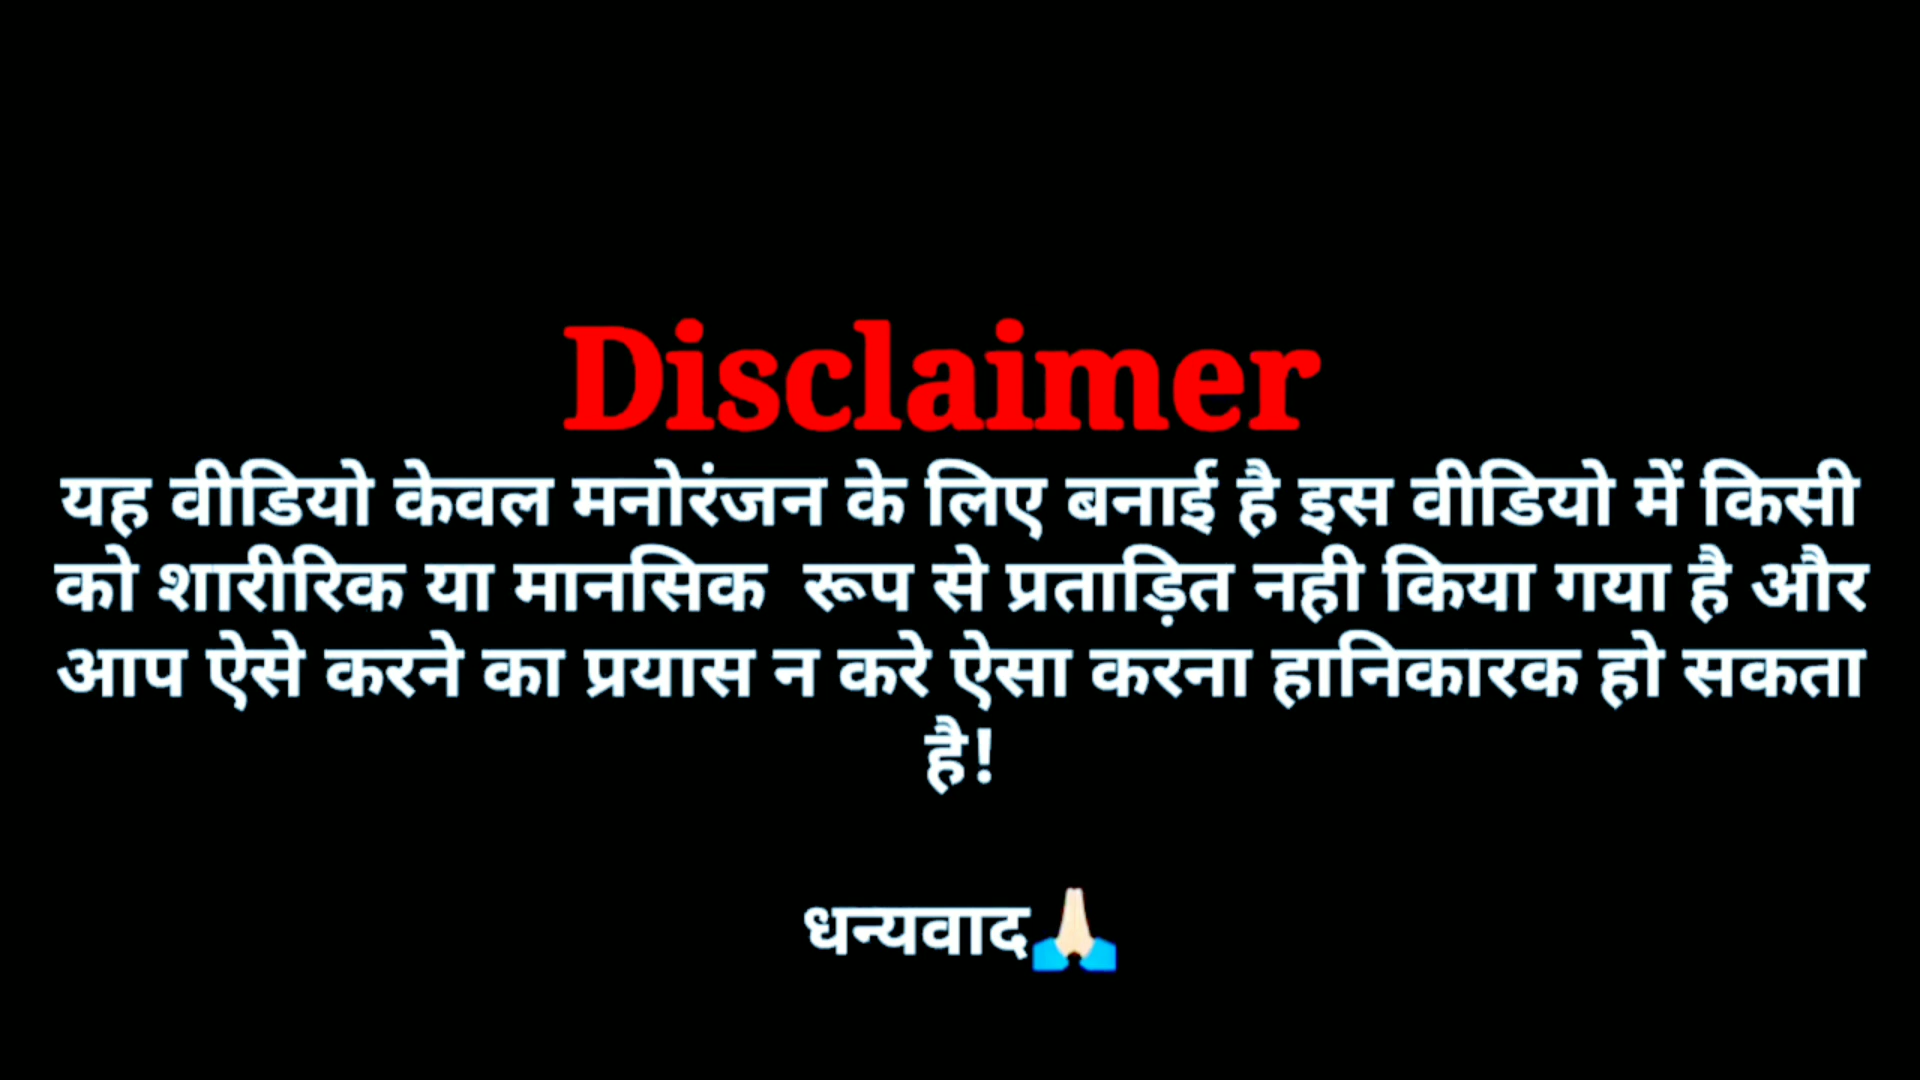 Disclaimer
यह वीडियो केवल मनोरंजन के लिए बनाई है इस वीडियो में किसी
को शारीरिक या मानसिक रूप से प्रताड़ित नही किया गया है और
आप ऐसे करने का प्रयास न करे ऐसा करना हानिकारक हो सकता
है!
धन्यवाद🙏🏻